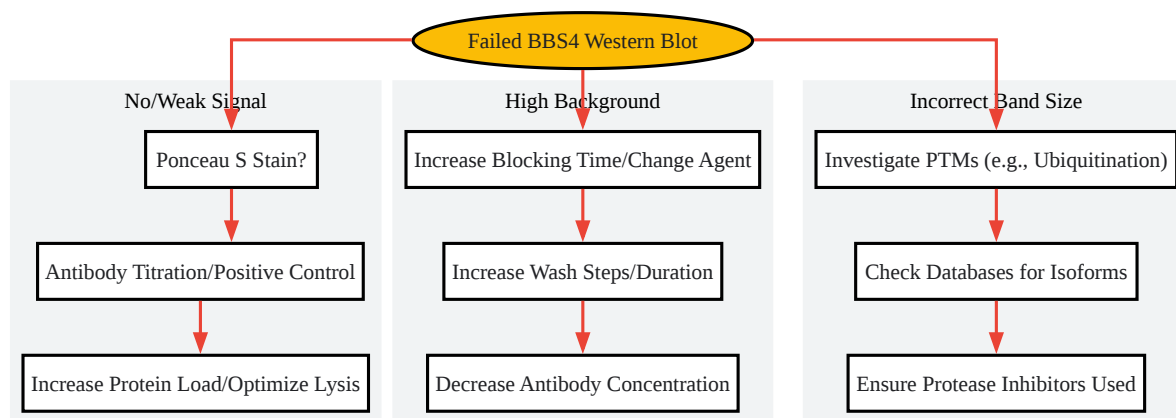 Failed BBS4 Western Blot
No/Weak Signal
Ponceau S Stain?
Antibody Titration/Positive Control
Increase Protein Load/Optimize Lysis
High Background
Increase Blocking Time/Change Agent
Increase Wash Steps/Duration
Decrease Antibody Concentration
Incorrect Band Size
Investigate PTMs (e.g., Ubiquitination)
Check Databases for Isoforms
Ensure Protease Inhibitors Used